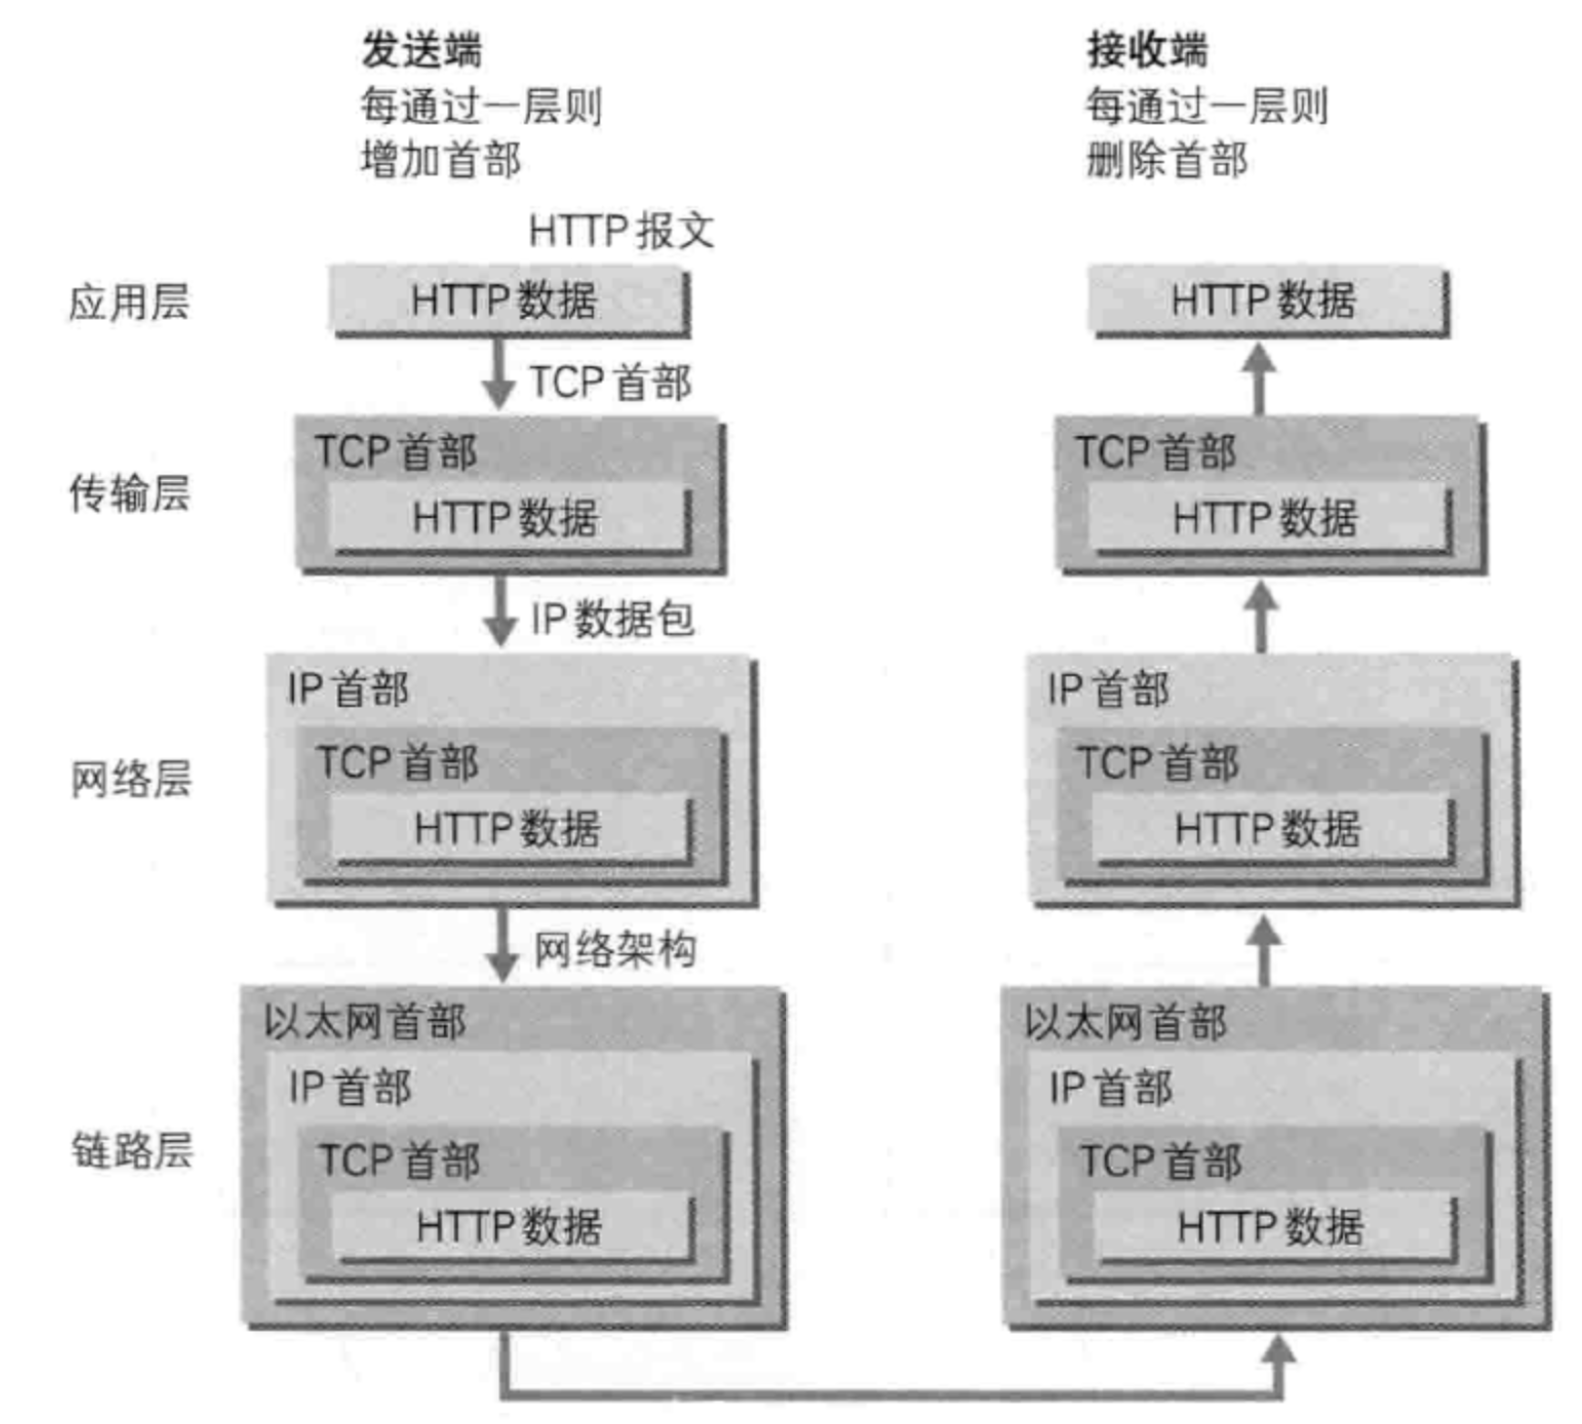 发送端
每通过一层则
增加首部
接收端
每通过一层则
删除首部
HTTP 报文
应用层
HTTP 数据
HTTP 数据
TCP 首部
传输层
TCP 首部
HTTP 数据
TCP 首部
HTTP 数据
IP 数据包
网络层
IP 首部
TCP 首部
HTTP 数据
IP 首部
TCP 首部
HTTP 数据
网络架构
链路层
以太网首部
IP 首部
TCP 首部
HTTP 数据
以太网首部
IP 首部
TCP 首部
HTTP 数据